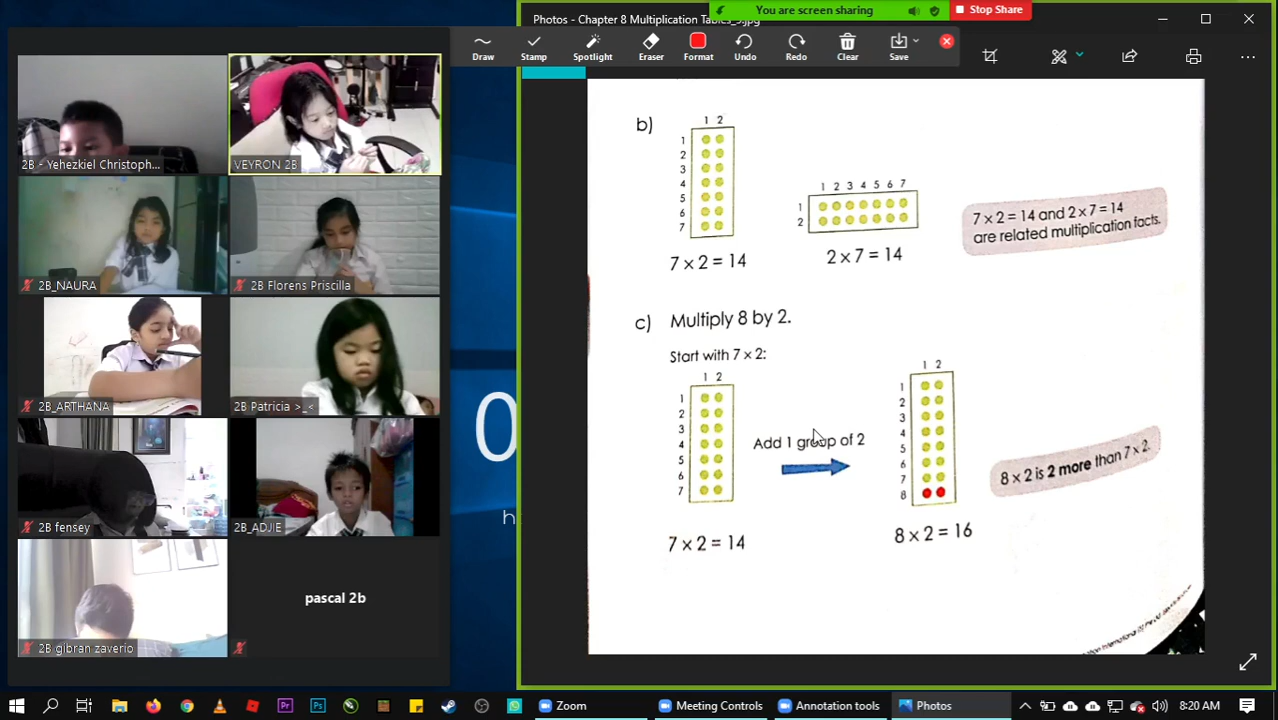 Photos - Chapter 8 Multiplication Tables_5.jpg
You are screen sharing
Stop Share
Draw
Stamp
Spotlight
Eraser
Format
Undo
Redo
Clear
Save
2B - Yehezkiel Christoph...
VEYRON 2B
2B_NAURA
2B Florens Priscilla
2B_ARTHANA
2B Patricia >_<
2B fensey
2B_ADJIE
2B gibran zaverio
pascal 2b
0
h
b)
1 2
1
2
3
4
5
6
7
7 × 2 = 14
1 2 3 4 5 6 7
1
2
2 × 7 = 14
7 × 2 = 14 and 2 × 7 = 14
are related multiplication facts.
c) Multiply 8 by 2.
Start with 7 × 2:
1 2
1
2
3
4
5
6
7
7 × 2 = 14
Add 1 group of 2
1 2
1
2
3
4
5
6
7
8
8 × 2 = 16
8 × 2 is 2 more than 7 × 2.
Zoom
Meeting Controls
Annotation tools
Photos
8:20 AM